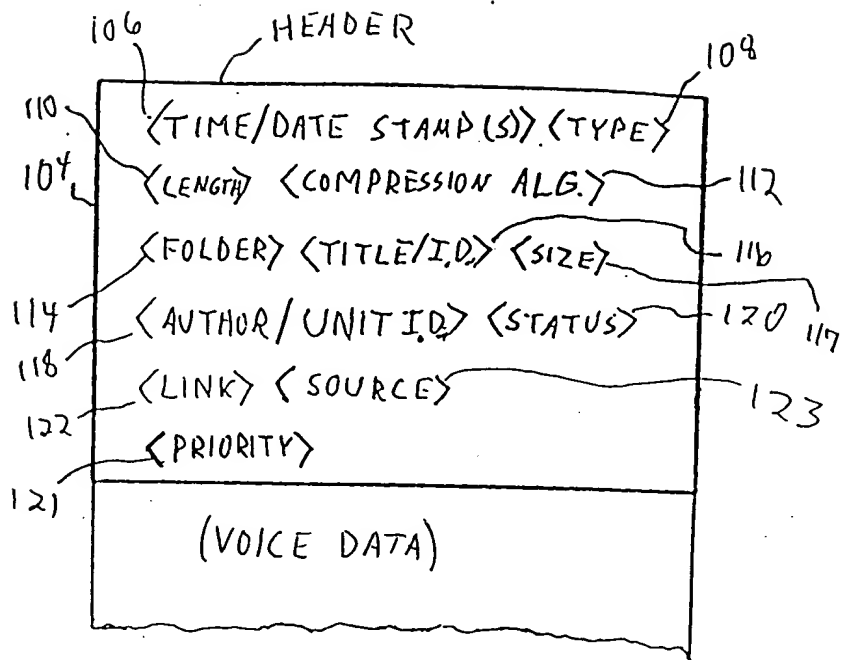 106 HEADER 108
110 <TIME/DATE STAMP(S)> <TYPE>
104 <LENGTH> <COMPRESSION ALG.> 112
<FOLDER> <TITLE/I.D.> <SIZE> 116
114 <AUTHOR/UNIT I.D.> <STATUS> 120 117
118
<LINK> <SOURCE> 123
122
<PRIORITY>
121
(VOICE DATA)